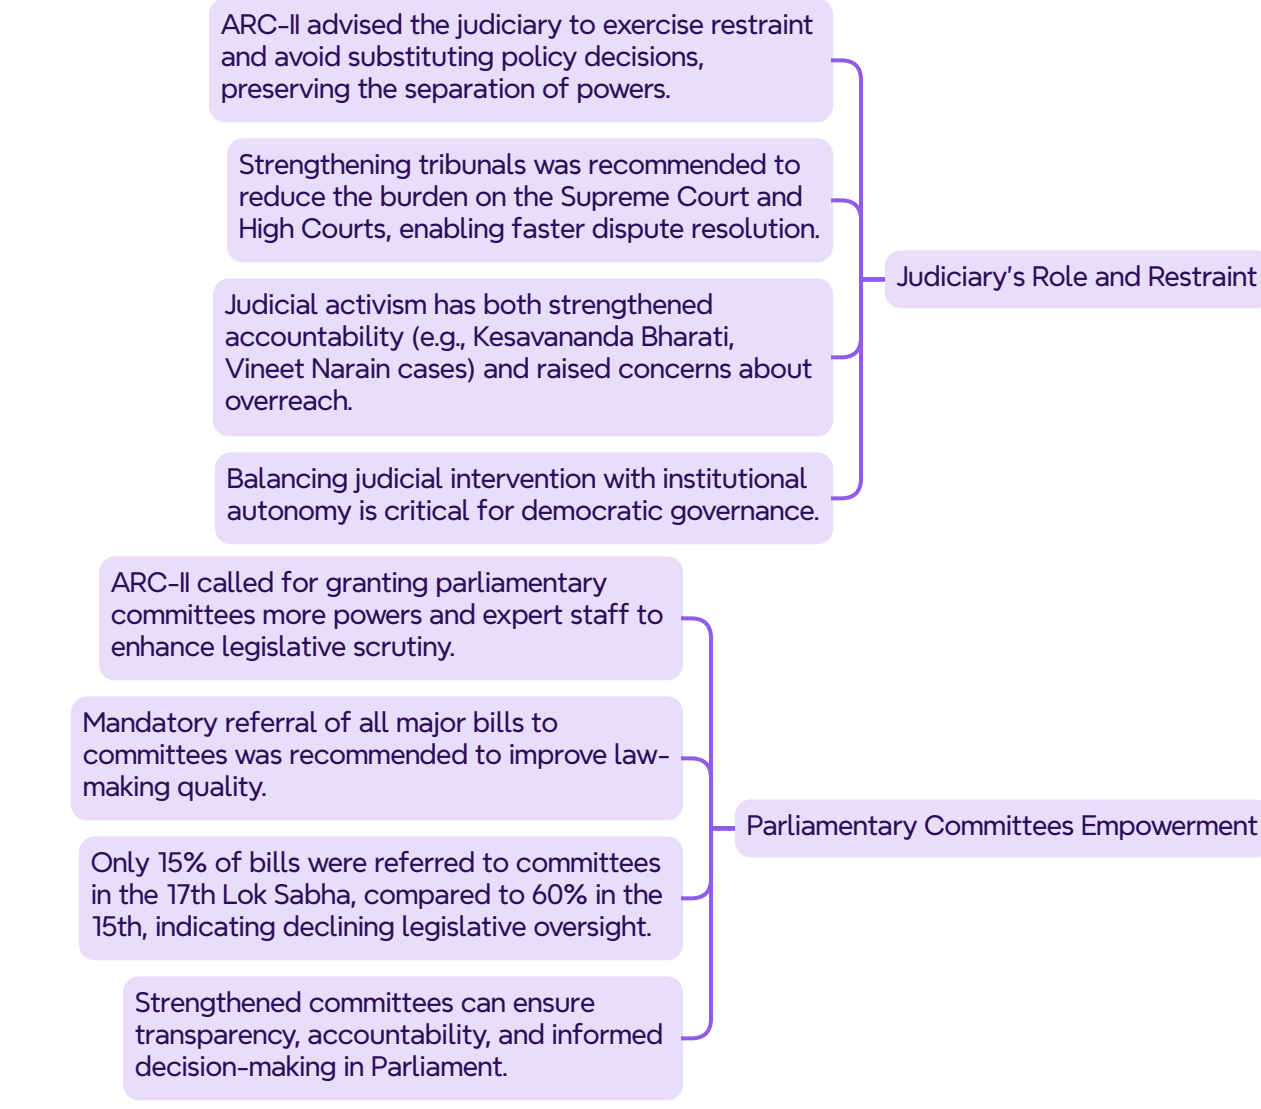 ARC-II advised the judiciary to exercise restraint
and avoid substituting policy decisions,
preserving the separation of powers.
Strengthening tribunals was recommended to
reduce the burden on the Supreme Court and
High Courts, enabling faster dispute resolution.
Judiciary's Role and Restraint
Judicial activism has both strengthened
accountability (e.g., Kesavananda Bharati,
Vineet Narain cases) and raised concerns about
overreach.
Balancing judicial intervention with institutional
autonomy is critical for democratic governance.
ARC-II called for granting parliamentary
committees more powers and expert staff to
enhance legislative scrutiny.
Mandatory referral of all major bills to
committees was recommended to improve law-
making quality.
Parliamentary Committees Empowerment
Only 15% of bills were referred to committees
in the 17th Lok Sabha, compared to 60% in the
15th, indicating declining legislative oversight.
Strengthened committees can ensure
transparency, accountability, and informed
decision-making in Parliament.